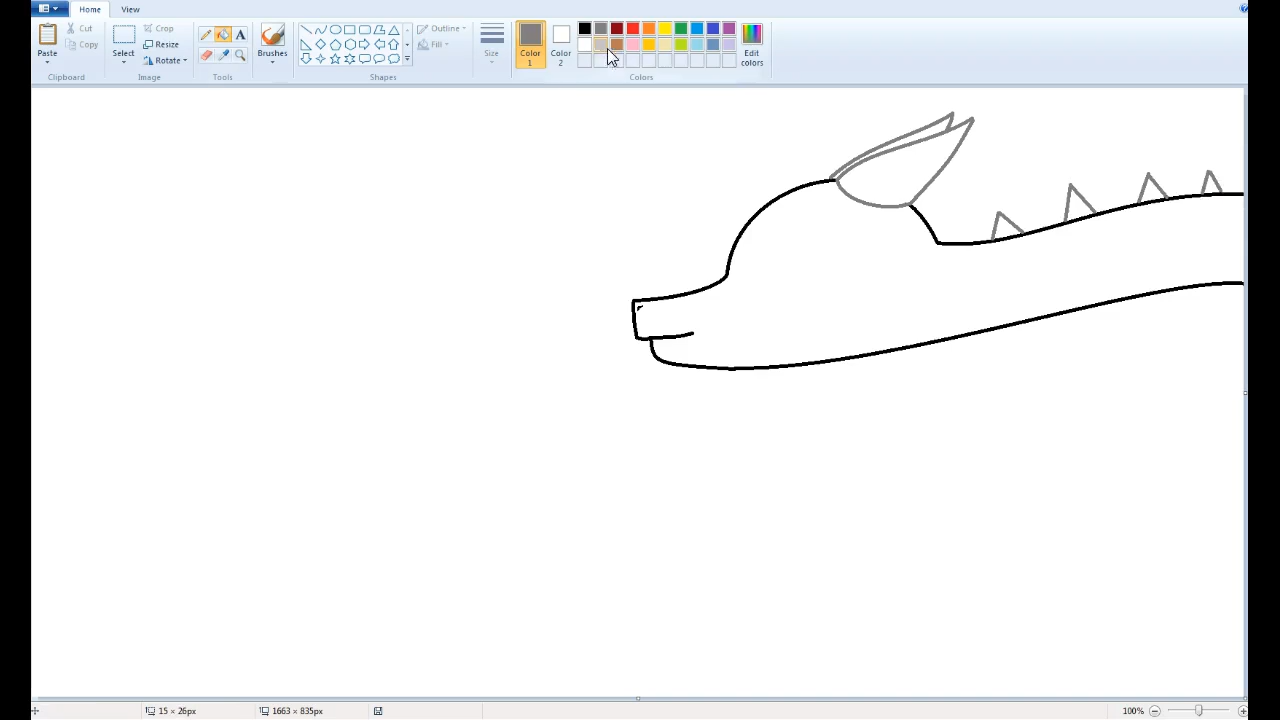 Home View
Paste
Cut
Copy
Clipboard
Select
Crop
Resize
Rotate
Image
A
Tools
Brushes
Shapes
Outline
Fill
Size
Color
1
Color
2
Edit
colors
Colors
15 × 26px 1663 × 835px 100%